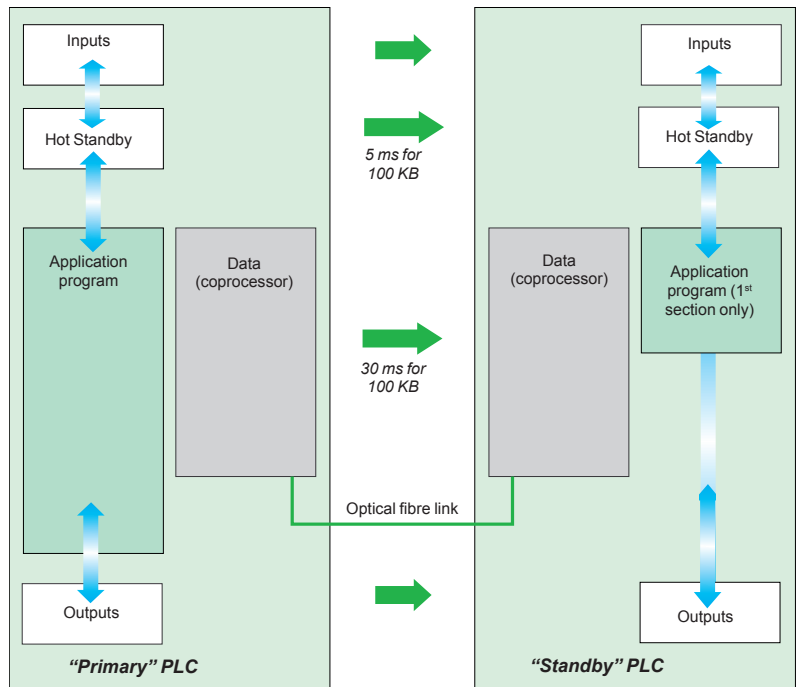 Inputs
Hot Standby
Application
program
Data
(coprocessor)
Outputs
"Primary" PLC
5 ms for
100 KB
30 ms for
100 KB
Optical fibre link
Inputs
Hot Standby
Data
(coprocessor)
Application
program (1st
section only)
Outputs
"Standby" PLC